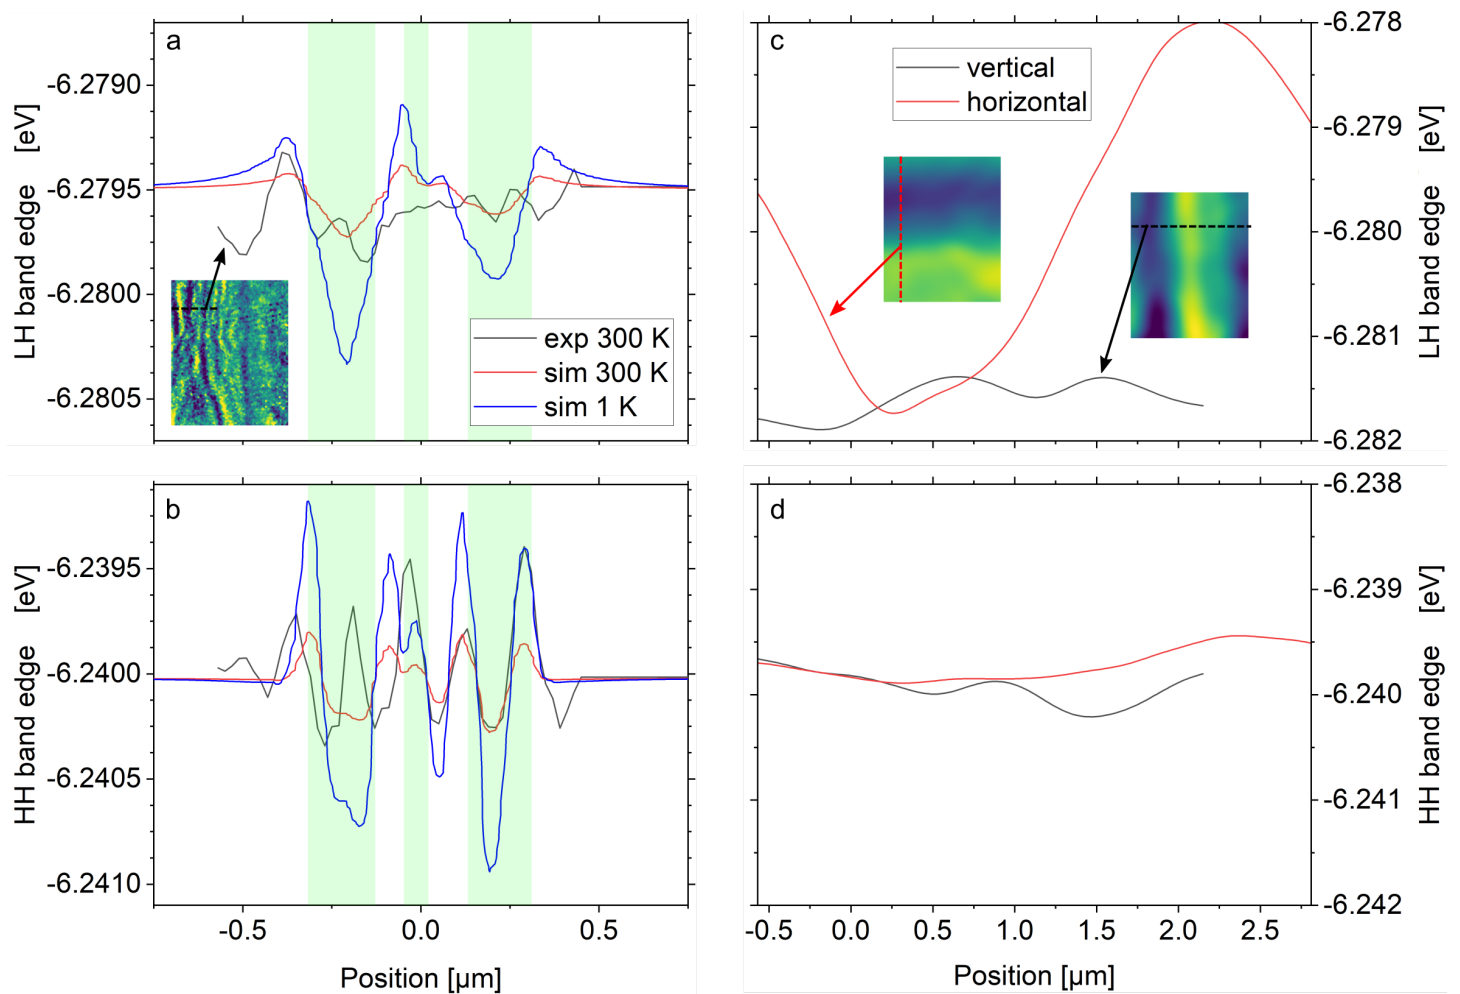 a
-6.2790
-6.2795
-6.2800
-6.2805
LH band edge [eV]
exp 300 K
sim 300 K
sim 1 K
b
-6.2395
-6.2400
-6.2405
-6.2410
HH band edge [eV]
-0.5
0.0
0.5
Position [µm]
c
vertical
horizontal
-6.278
-6.279
-6.280
-6.281
-6.282
LH band edge [eV]
d
-6.238
-6.239
-6.240
-6.241
-6.242
HH band edge [eV]
-0.5
0.0
0.5
1.0
1.5
2.0
2.5
Position [µm]